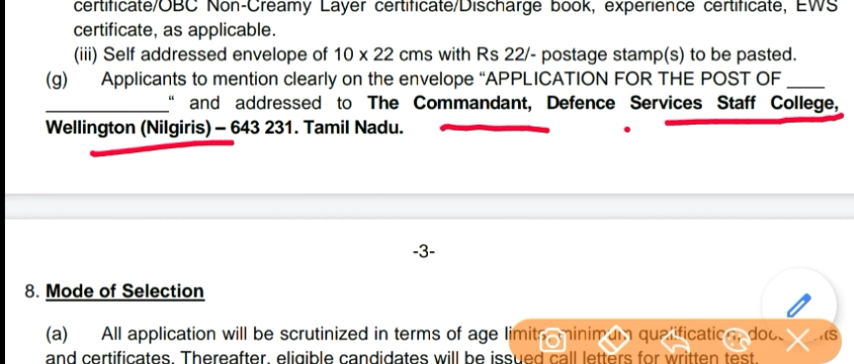 certificate/OBC Non-Creamy Layer certificate/Discharge book, experience certificate, EWS
certificate, as applicable.
(iii) Self addressed envelope of 10 x 22 cms with Rs 22/- postage stamp(s) to be pasted.
(g) Applicants to mention clearly on the envelope “APPLICATION FOR THE POST OF ____
______________“ and addressed to The Commandant, Defence Services Staff College,
Wellington (Nilgiris) – 643 231. Tamil Nadu.
-3-
8. Mode of Selection
(a) All application will be scrutinized in terms of age limits minimum qualification
and certificates. Thereafter, eligible candidates will be issued call letters for written test.